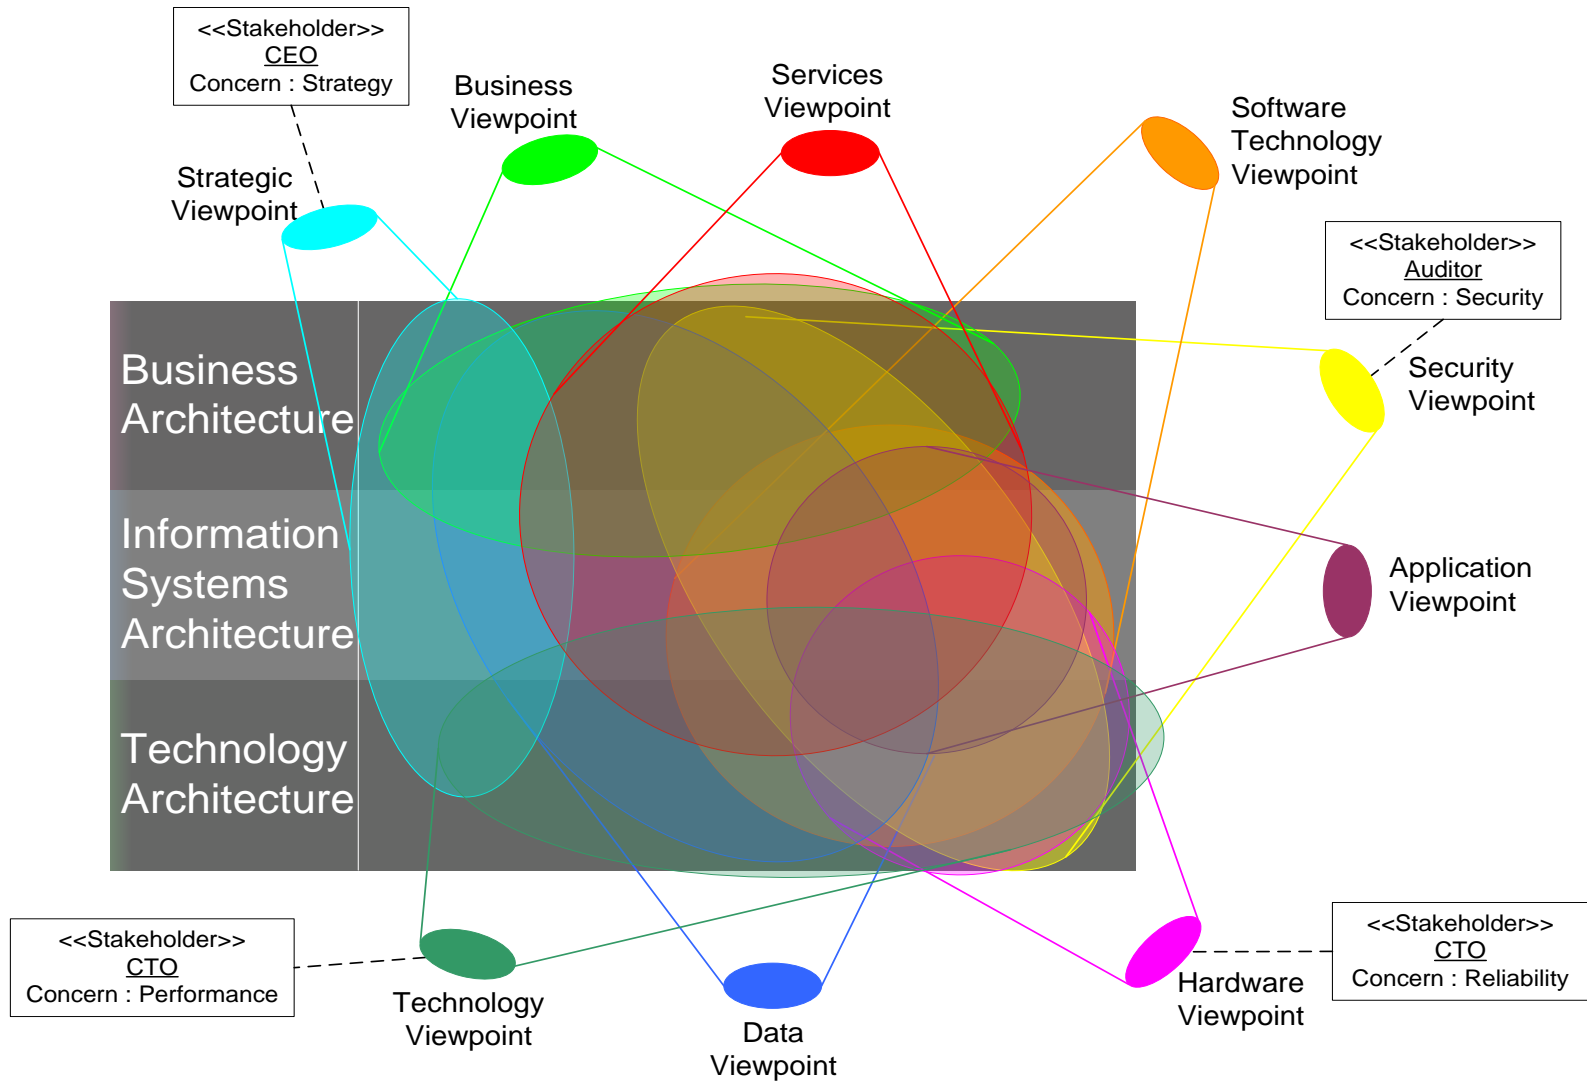 <<Stakeholder>>
CEO
Concern : Strategy
Business
Viewpoint
Services
Viewpoint
Software
Technology
Viewpoint
Strategic
Viewpoint
<<Stakeholder>>
Auditor
Concern : Security
Security
Viewpoint
Business
Architecture
Information
Systems
Architecture
Technology
Architecture
Application
Viewpoint
<<Stakeholder>>
CTO
Concern : Performance
Technology
Viewpoint
Data
Viewpoint
Hardware
Viewpoint
<<Stakeholder>>
CTO
Concern : Reliability